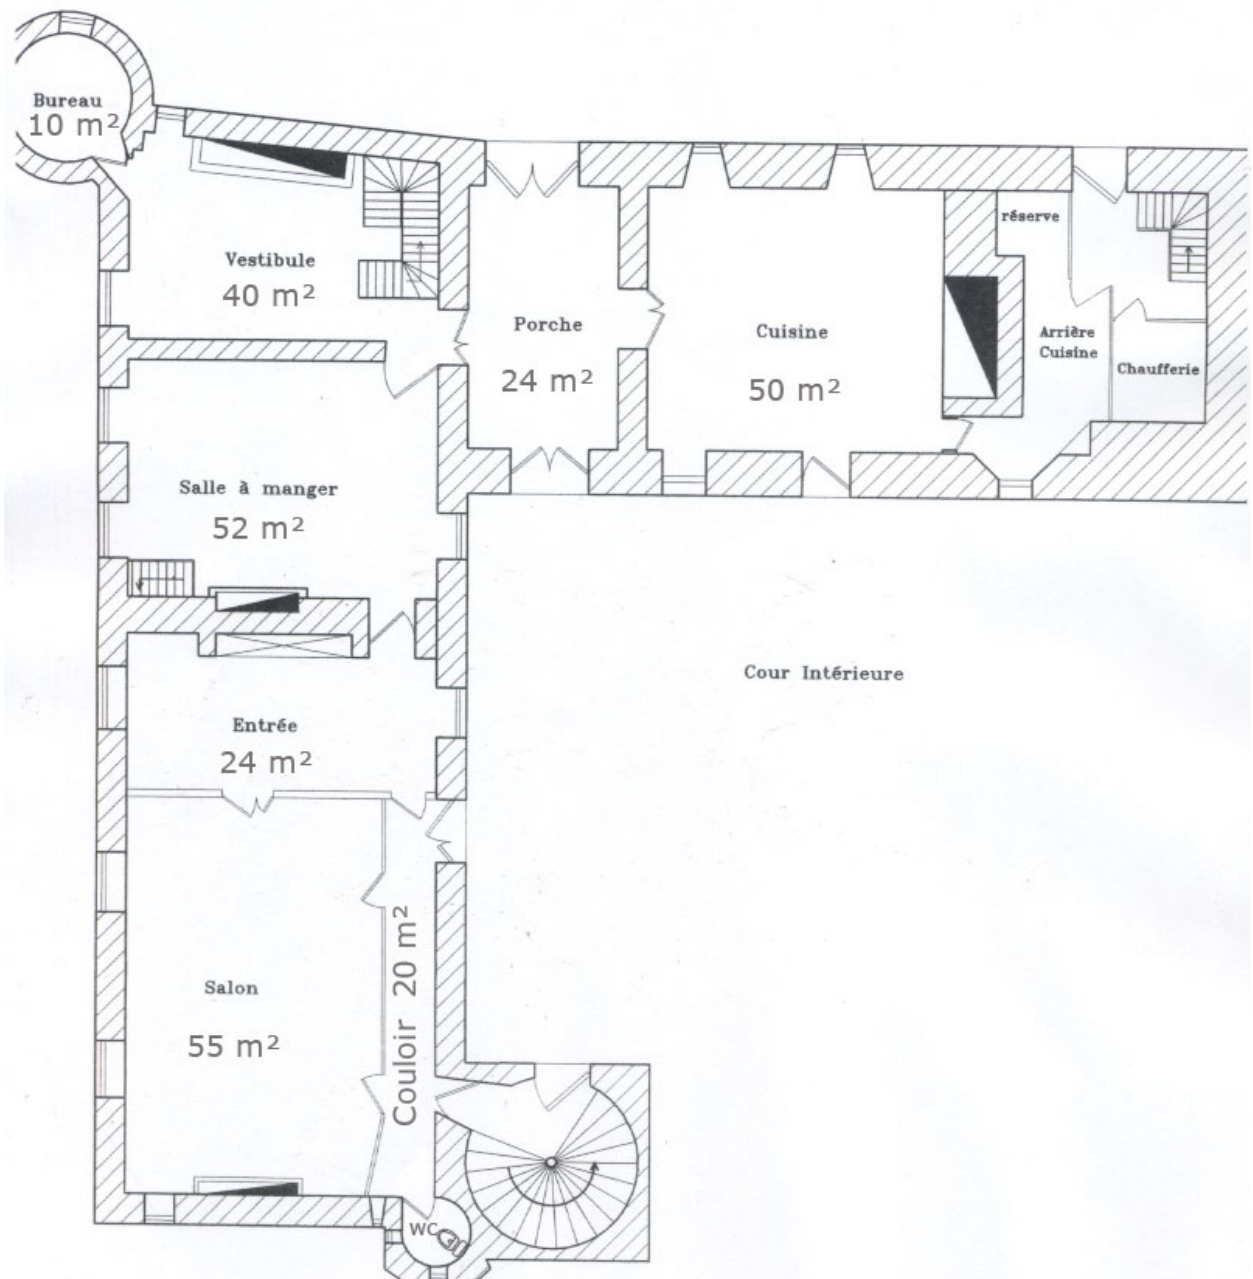 Bureau
10 m²
Vestibule
40 m²
Porche
24 m²
Cuisine
50 m²
réserve
Arrière
Cuisine
Chaufferie
Salle à manger
52 m²
Cour Intérieure
Entrée
24 m²
Salon
55 m²
Couloir 20 m²
WC